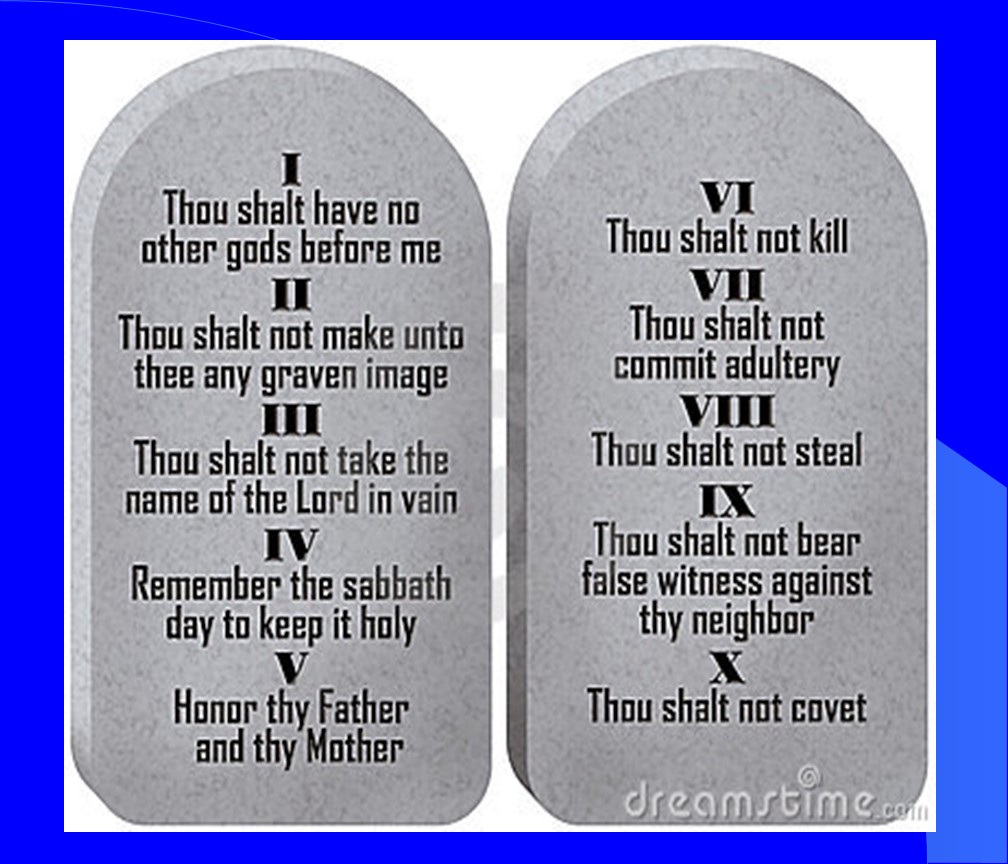 I
Thou shalt have no
other gods before me
II
Thou shalt not make unto
thee any graven image
III
Thou shalt not take the
name of the Lord in vain
IV
Remember the sabbath
day to keep it holy
V
Honor thy Father
and thy Mother
VI
Thou shalt not kill
VII
Thou shalt not
commit adultery
VIII
Thou shalt not steal
IX
Thou shalt not bear
false witness against
thy neighbor
X
Thou shalt not covet
dreamstime.com